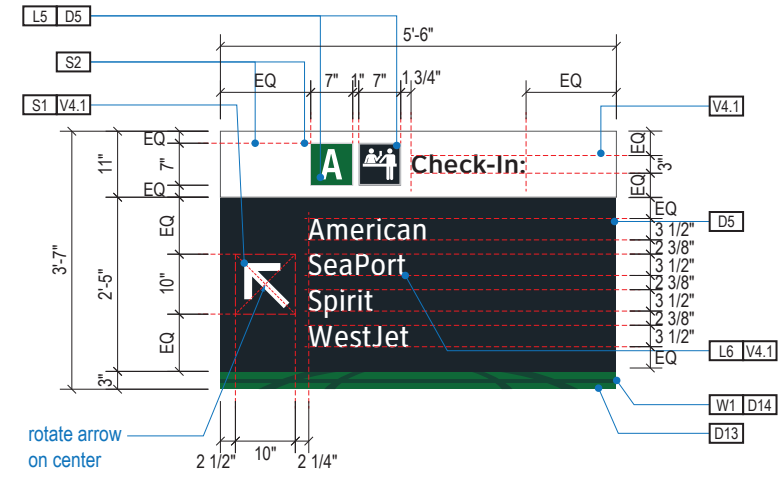 L5 D5
5'-6"
S2
EQ 7" 1" 7" 1 3/4" EQ
S1 V4.1
V4.1
EQ
11"
7"
EQ
A
Check-In:
EQ
3"
EQ
3'-7"
2'-5"
3"
EQ
10"
EQ
American
SeaPort
Spirit
WestJet
EQ
3 1/2"
2 3/8"
3 1/2"
2 3/8"
3 1/2"
2 3/8"
3 1/2"
EQ
D5
L6 V4.1
W1 D14
D13
rotate arrow
on center
2 1/2" 10" 2 1/4"